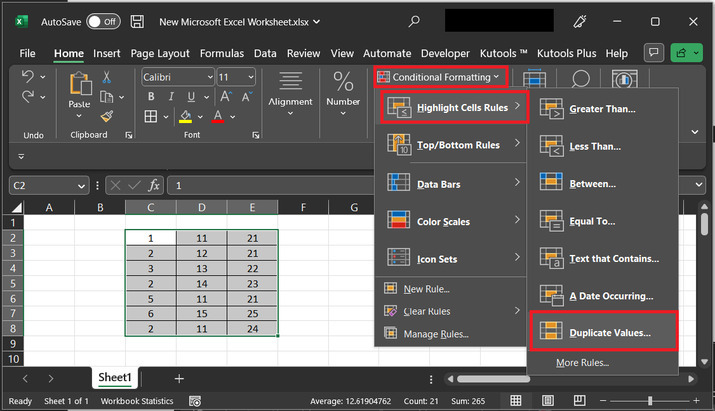 AutoSave Off New Microsoft Excel Worksheet.xlsx
File Home Insert Page Layout Formulas Data Review View Automate Developer Kutools ™ Kutools Plus Help
Calibri 11 Conditional Formatting
Paste B I U A A Alignment Number
Undo Clipboard
C2 fx 1
A B C D E F G
1
2 1 11 21
3 2 12 21
4 3 13 22
5 2 14 23
6 5 11 21
7 6 15 25
8 2 11 24
9
10
Highlight Cells Rules
Top/Bottom Rules
Data Bars
Color Scales
Icon Sets
New Rule...
Clear Rules
Manage Rules...
Greater Than...
Less Than...
Between...
Equal To...
Text that Contains...
A Date Occurring...
Duplicate Values...
More Rules...
Sheet1
Sheet 1 of 1 Workbook Statistics Average: 12.61904762 Count: 21 Sum: 265